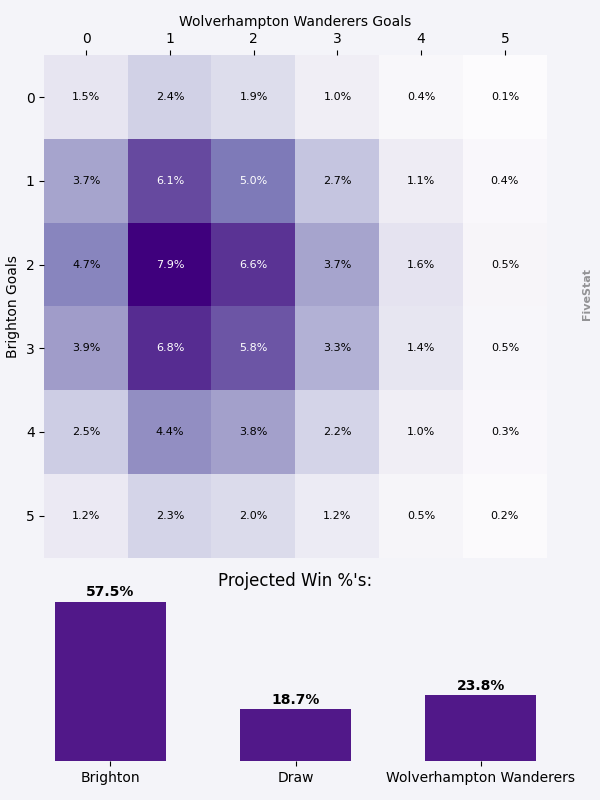 Wolverhampton Wanderers Goals
0 1 2 3 4 5
0 1.5% 2.4% 1.9% 1.0% 0.4% 0.1%
1 3.7% 6.1% 5.0% 2.7% 1.1% 0.4%
2 4.7% 7.9% 6.6% 3.7% 1.6% 0.5%
3 3.9% 6.8% 5.8% 3.3% 1.4% 0.5%
4 2.5% 4.4% 3.8% 2.2% 1.0% 0.3%
5 1.2% 2.3% 2.0% 1.2% 0.5% 0.2%
Brighton Goals
FiveStat
Projected Win %'s:
57.5% 18.7% 23.8%
Brighton Draw Wolverhampton Wanderers